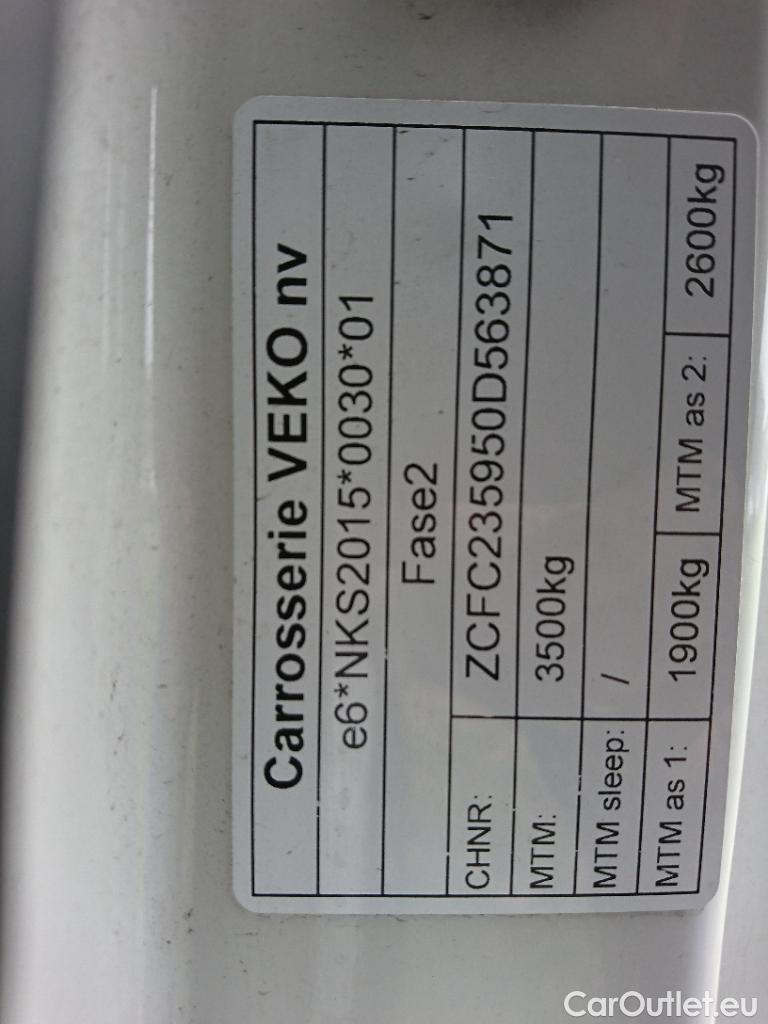 Carrosserie VEKO nv
e6*NKS2015*0030*01
Fase2
CHNR: ZCFC235950D563871
MTM: 3500kg
MTM sleep: /
MTM as 1: 1900kg MTM as 2: 2600kg
CarOutlet.eu